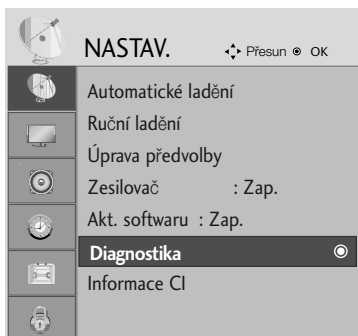 NASTAV. Přesun OK
Automatické ladění
Ruční ladění
Úprava předvolby
Zesilovač : Zap.
Akt. softwaru : Zap.
Diagnostika
Informace CI